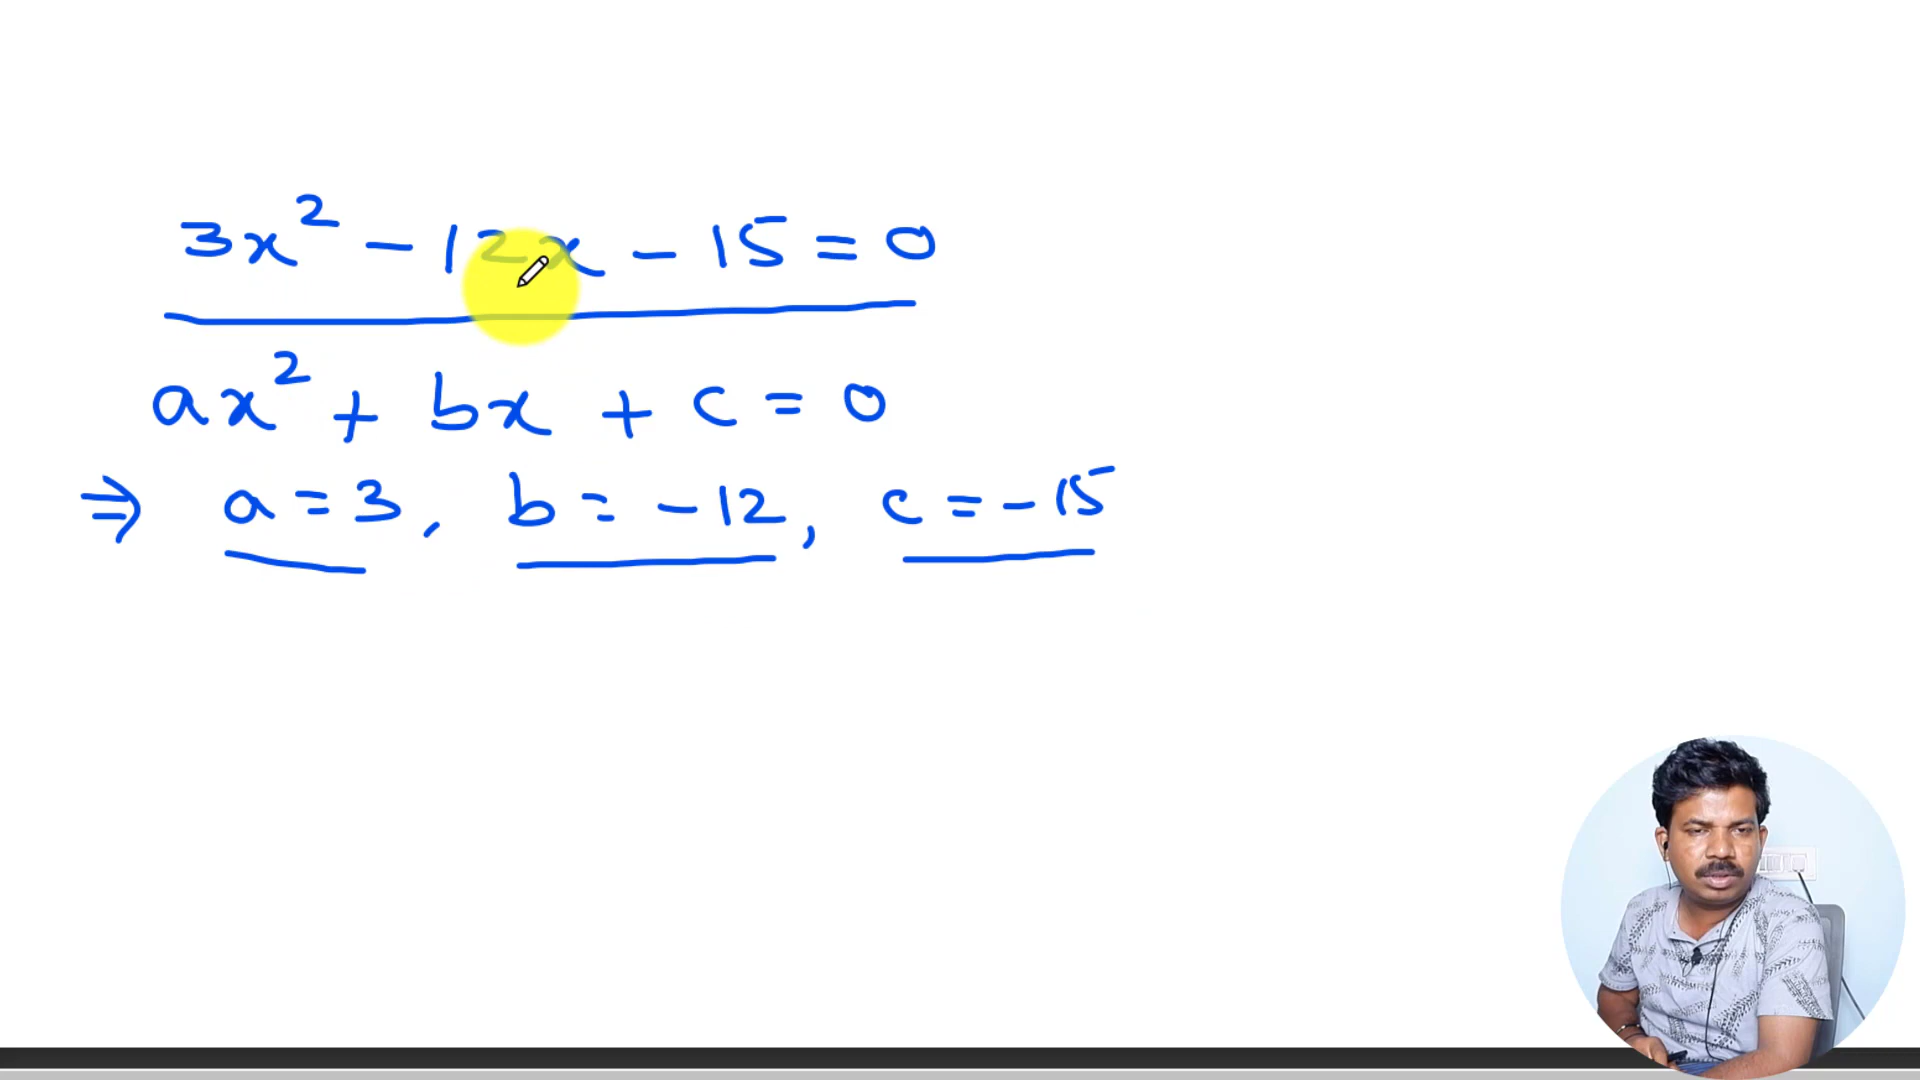 3x² - 12x - 15 = 0
ax² + bx + c = 0
⇒ a = 3, b = -12, c = -15